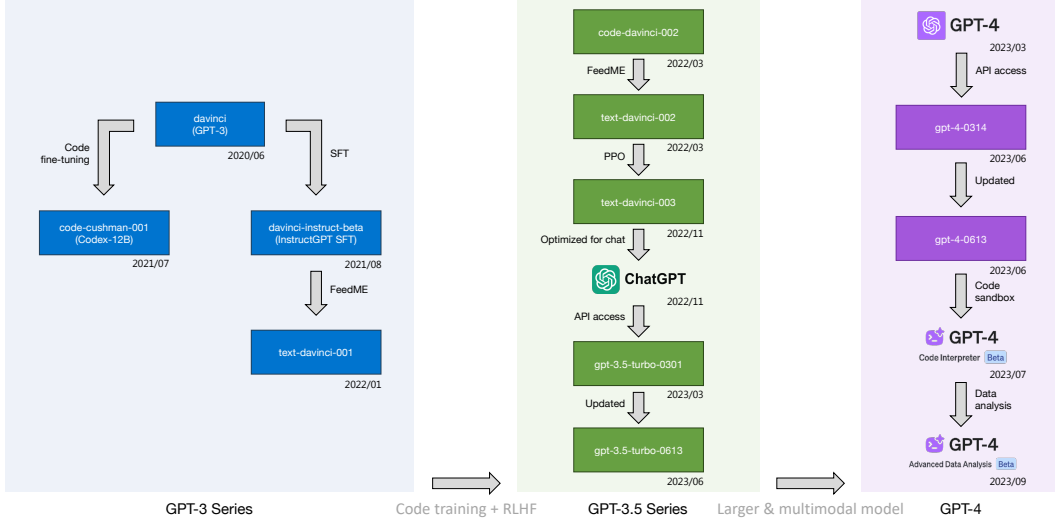 davinci
(GPT-3)
2020/06
Code
fine-tuning
SFT
code-cushman-001
(Codex-12B)
2021/07
davinci-instruct-beta
(InstructGPT SFT)
2021/08
FeedME
text-davinci-001
2022/01
GPT-3 Series
Code training + RLHF
code-davinci-002
2022/03
FeedME
text-davinci-002
2022/03
PPO
text-davinci-003
2022/11
Optimized for chat
ChatGPT
2022/11
API access
gpt-3.5-turbo-0301
2023/03
Updated
gpt-3.5-turbo-0613
2023/06
GPT-3.5 Series
Larger & multimodal model
GPT-4
2023/03
API access
gpt-4-0314
2023/06
Updated
gpt-4-0613
2023/06
Code
sandbox
GPT-4
Code Interpreter Beta
2023/07
Data
analysis
GPT-4
Advanced Data Analysis Beta
2023/09
GPT-4